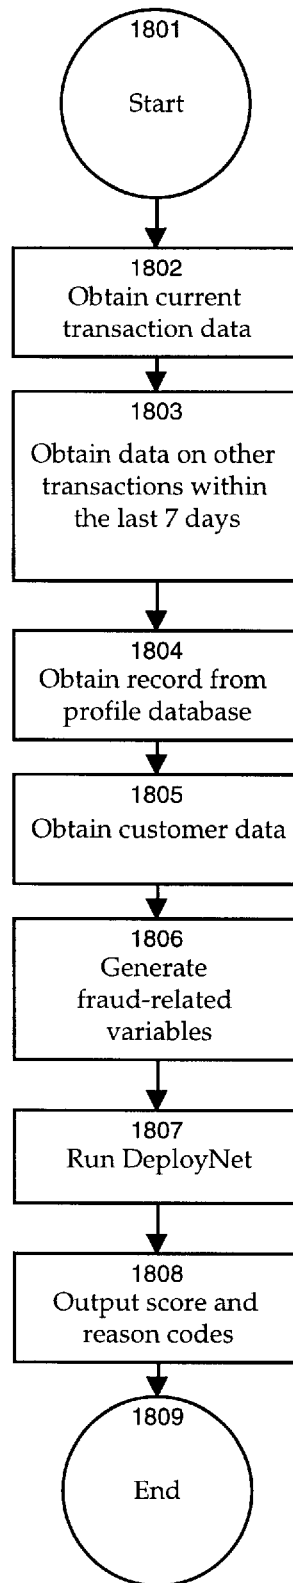 1801
Start
1802
Obtain current
transaction data
1803
Obtain data on other
transactions within
the last 7 days
1804
Obtain record from
profile database
1805
Obtain customer data
1806
Generate
fraud-related
variables
1807
Run DeployNet
1808
Output score and
reason codes
1809
End